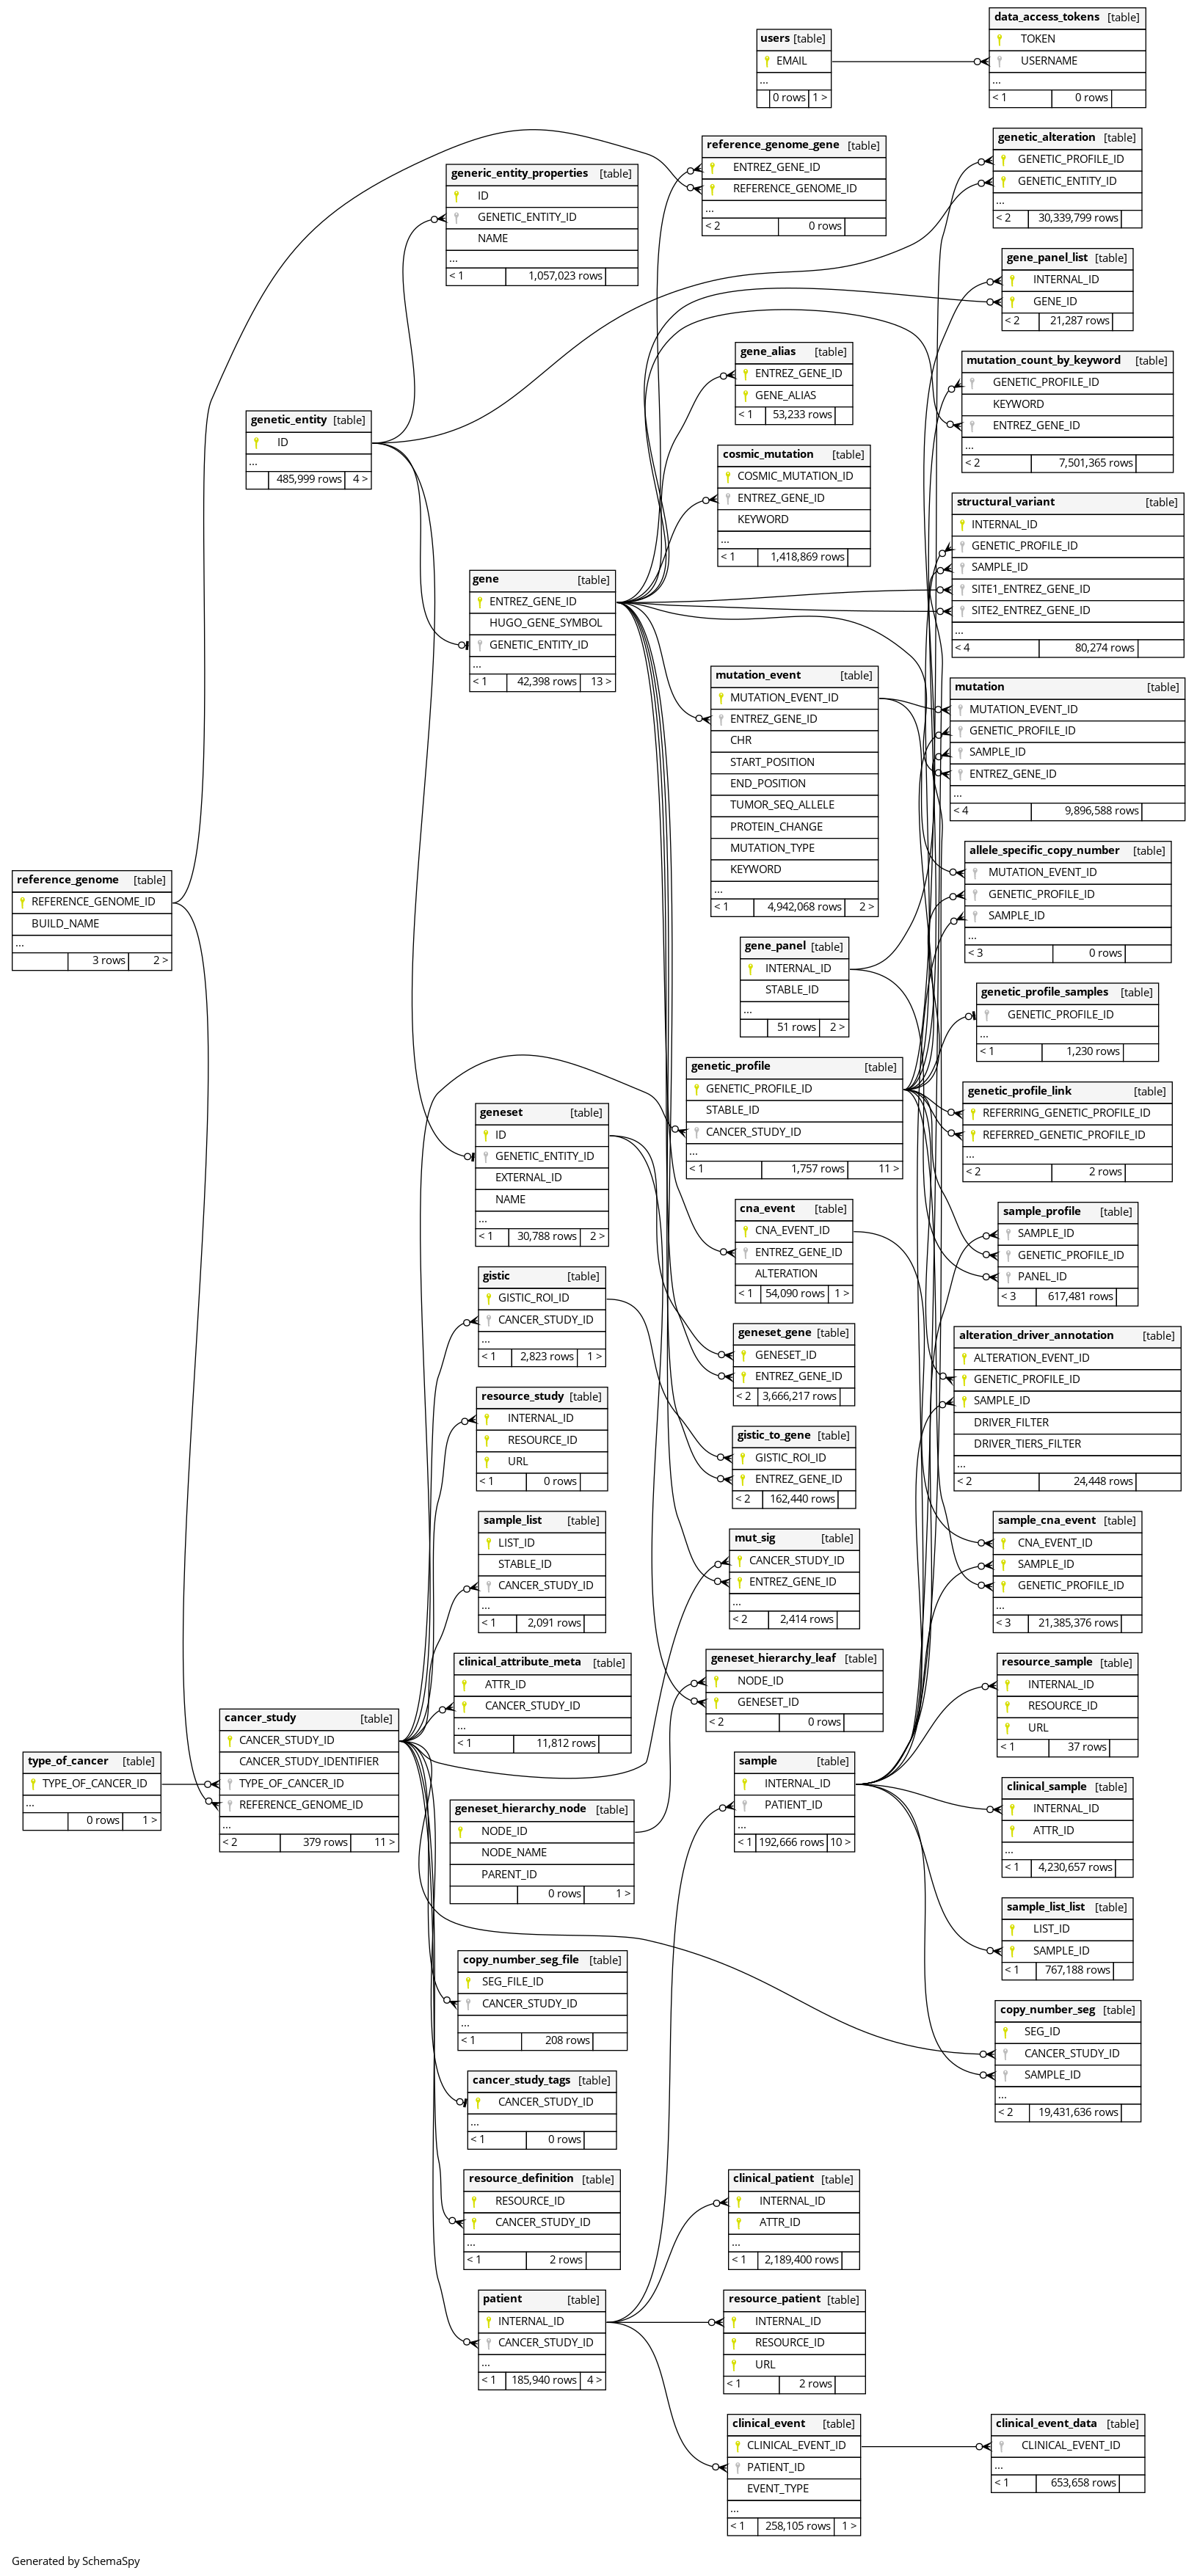 users [table]
EMAIL
...
0 rows 1 >
data_access_tokens [table]
TOKEN
USERNAME
...
< 1 0 rows
reference_genome_gene [table]
ENTREZ_GENE_ID
REFERENCE_GENOME_ID
...
< 2 0 rows
genetic_alteration [table]
GENETIC_PROFILE_ID
GENETIC_ENTITY_ID
...
< 2 30,339,799 rows
generic_entity_properties [table]
ID
GENETIC_ENTITY_ID
NAME
...
< 1 1,057,023 rows
gene_panel_list [table]
INTERNAL_ID
GENE_ID
...
< 2 21,287 rows
gene_alias [table]
ENTREZ_GENE_ID
GENE_ALIAS
< 1 53,233 rows
mutation_count_by_keyword [table]
GENETIC_PROFILE_ID
KEYWORD
ENTREZ_GENE_ID
...
< 2 7,501,365 rows
genetic_entity [table]
ID
...
485,999 rows 4 >
cosmic_mutation [table]
COSMIC_MUTATION_ID
ENTREZ_GENE_ID
KEYWORD
...
< 1 1,418,869 rows
structural_variant [table]
INTERNAL_ID
GENETIC_PROFILE_ID
SAMPLE_ID
SITE1_ENTREZ_GENE_ID
SITE2_ENTREZ_GENE_ID
...
< 4 80,274 rows
gene [table]
ENTREZ_GENE_ID
HUGO_GENE_SYMBOL
GENETIC_ENTITY_ID
...
< 1 42,398 rows 13 >
mutation_event [table]
MUTATION_EVENT_ID
ENTREZ_GENE_ID
CHR
START_POSITION
END_POSITION
TUMOR_SEQ_ALLELE
PROTEIN_CHANGE
MUTATION_TYPE
KEYWORD
...
< 1 4,942,068 rows 2 >
mutation [table]
MUTATION_EVENT_ID
GENETIC_PROFILE_ID
SAMPLE_ID
ENTREZ_GENE_ID
...
< 4 9,896,588 rows
allele_specific_copy_number [table]
MUTATION_EVENT_ID
GENETIC_PROFILE_ID
SAMPLE_ID
...
< 3 0 rows
reference_genome [table]
REFERENCE_GENOME_ID
BUILD_NAME
...
3 rows 2 >
gene_panel [table]
INTERNAL_ID
STABLE_ID
...
51 rows 2 >
genetic_profile_samples [table]
GENETIC_PROFILE_ID
...
< 1 1,230 rows
genetic_profile [table]
GENETIC_PROFILE_ID
STABLE_ID
CANCER_STUDY_ID
...
< 1 1,757 rows 11 >
genetic_profile_link [table]
REFERRING_GENETIC_PROFILE_ID
REFERRED_GENETIC_PROFILE_ID
...
< 2 2 rows
geneset [table]
ID
GENETIC_ENTITY_ID
EXTERNAL_ID
NAME
...
< 1 30,788 rows 2 >
cna_event [table]
CNA_EVENT_ID
ENTREZ_GENE_ID
ALTERATION
< 1 54,090 rows 1 >
sample_profile [table]
SAMPLE_ID
GENETIC_PROFILE_ID
PANEL_ID
< 3 617,481 rows
gistic [table]
GISTIC_ROI_ID
CANCER_STUDY_ID
...
< 1 2,823 rows 1 >
geneset_gene [table]
GENESET_ID
ENTREZ_GENE_ID
< 2 3,666,217 rows
alteration_driver_annotation [table]
ALTERATION_EVENT_ID
GENETIC_PROFILE_ID
SAMPLE_ID
DRIVER_FILTER
DRIVER_TIERS_FILTER
...
< 2 24,448 rows
resource_study [table]
INTERNAL_ID
RESOURCE_ID
URL
< 1 0 rows
gistic_to_gene [table]
GISTIC_ROI_ID
ENTREZ_GENE_ID
< 2 162,440 rows
sample_list [table]
LIST_ID
STABLE_ID
CANCER_STUDY_ID
...
< 1 2,091 rows
mut_sig [table]
CANCER_STUDY_ID
ENTREZ_GENE_ID
...
< 2 2,414 rows
sample_cna_event [table]
CNA_EVENT_ID
SAMPLE_ID
GENETIC_PROFILE_ID
...
< 3 21,385,376 rows
clinical_attribute_meta [table]
ATTR_ID
CANCER_STUDY_ID
...
< 1 11,812 rows
geneset_hierarchy_leaf [table]
NODE_ID
GENESET_ID
< 2 0 rows
resource_sample [table]
INTERNAL_ID
RESOURCE_ID
URL
< 1 37 rows
type_of_cancer [table]
TYPE_OF_CANCER_ID
...
0 rows 1 >
cancer_study [table]
CANCER_STUDY_ID
CANCER_STUDY_IDENTIFIER
TYPE_OF_CANCER_ID
REFERENCE_GENOME_ID
...
< 2 379 rows 11 >
sample [table]
INTERNAL_ID
PATIENT_ID
...
< 1 192,666 rows 10 >
clinical_sample [table]
INTERNAL_ID
ATTR_ID
...
< 1 4,230,657 rows
geneset_hierarchy_node [table]
NODE_ID
NODE_NAME
PARENT_ID
0 rows 1 >
sample_list_list [table]
LIST_ID
SAMPLE_ID
< 1 767,188 rows
copy_number_seg_file [table]
SEG_FILE_ID
CANCER_STUDY_ID
...
< 1 208 rows
copy_number_seg [table]
SEG_ID
CANCER_STUDY_ID
SAMPLE_ID
...
< 2 19,431,636 rows
cancer_study_tags [table]
CANCER_STUDY_ID
...
< 1 0 rows
resource_definition [table]
RESOURCE_ID
CANCER_STUDY_ID
...
< 1 2 rows
clinical_patient [table]
INTERNAL_ID
ATTR_ID
...
< 1 2,189,400 rows
patient [table]
INTERNAL_ID
CANCER_STUDY_ID
...
< 1 185,940 rows 4 >
resource_patient [table]
INTERNAL_ID
RESOURCE_ID
URL
< 1 2 rows
clinical_event [table]
CLINICAL_EVENT_ID
PATIENT_ID
EVENT_TYPE
...
< 1 258,105 rows 1 >
clinical_event_data [table]
CLINICAL_EVENT_ID
...
< 1 653,658 rows
Generated by SchemaSpy